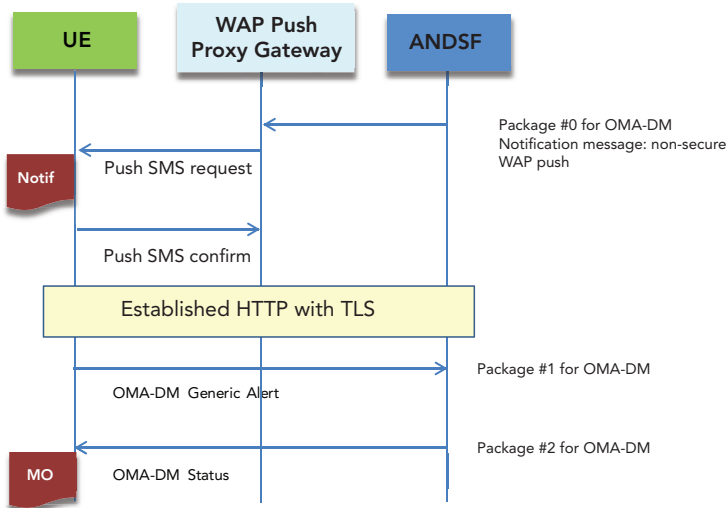 UE
WAP Push
Proxy Gateway
ANDSF
Package #0 for OMA-DM
Notification message: non-secure
WAP push
Push SMS request
Notif
Push SMS confirm
Established HTTP with TLS
Package #1 for OMA-DM
OMA-DM Generic Alert
Package #2 for OMA-DM
MO
OMA-DM Status